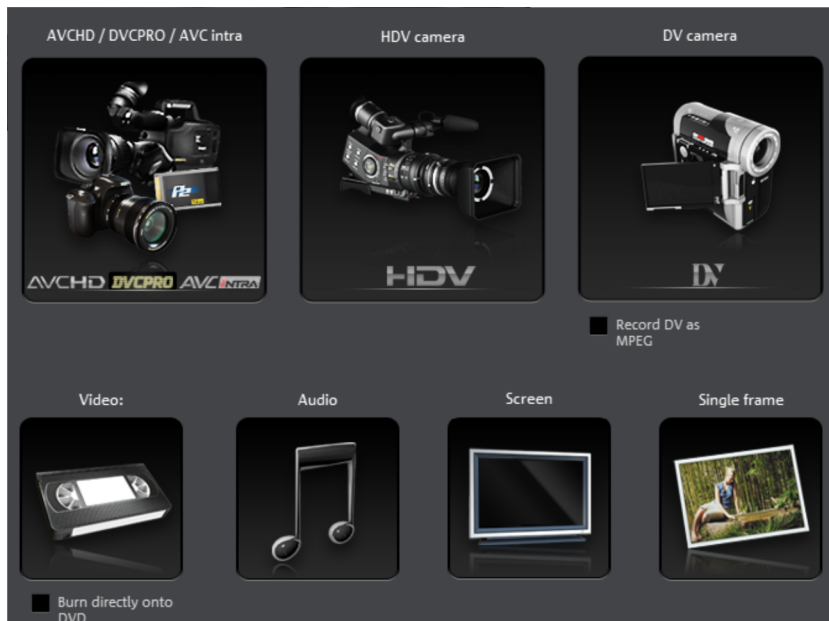 AVCHD / DVCPRO / AVC intra
HDV camera
DV camera
P2
AVCHD DVCPRO AVC INTRA
HDV
DV
Record DV as
MPEG
Video:
Audio
Screen
Single frame
Burn directly onto
DVD